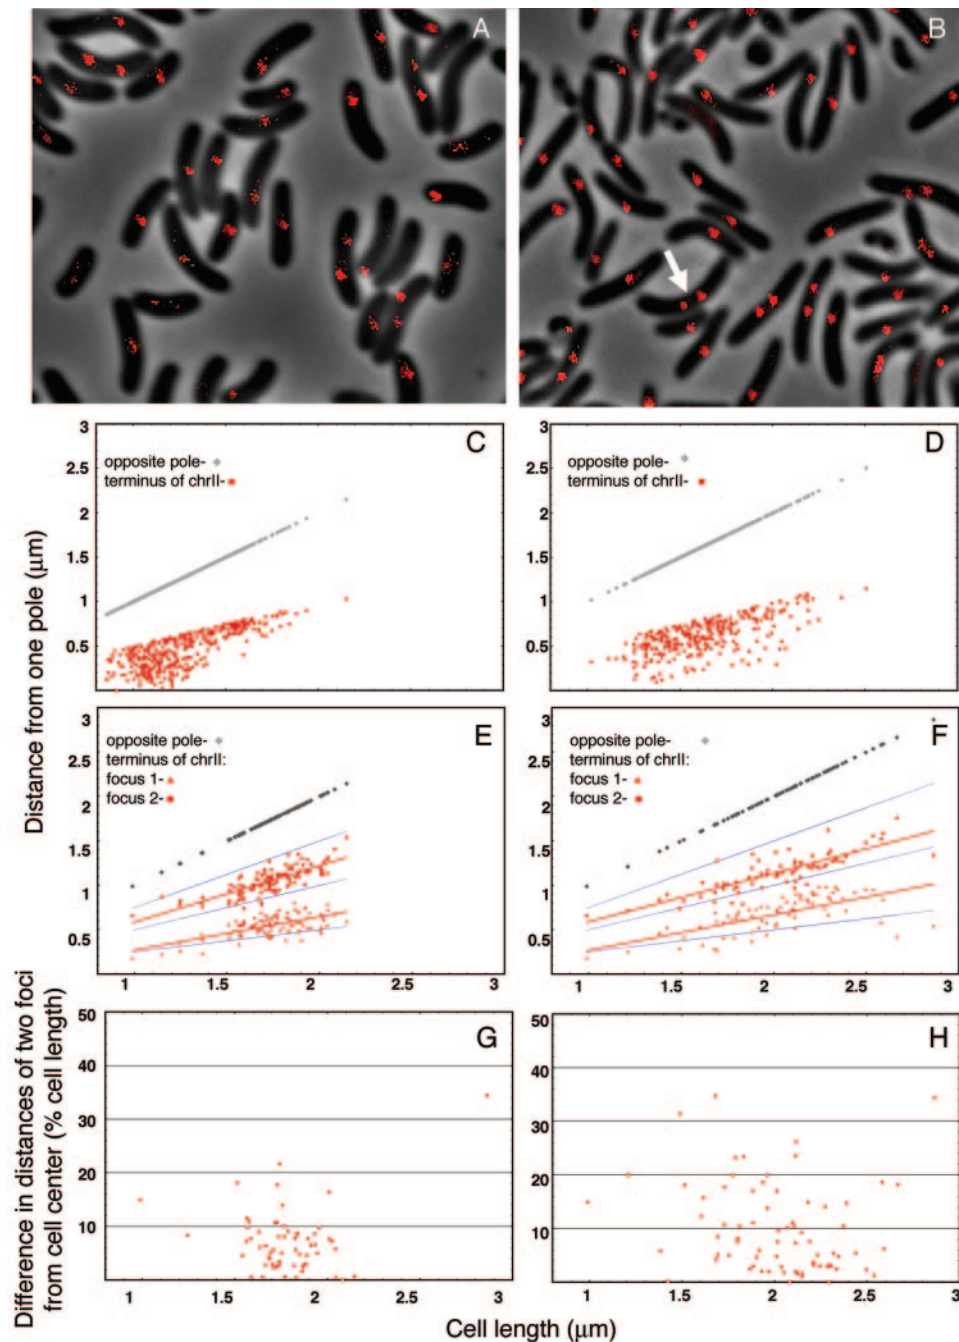 A
B
Distance from one pole (μm)
3
2.5
2
1.5
1
0.5
C
opposite pole-
terminus of chrII-
3
2.5
2
1.5
1
0.5
D
opposite pole-
terminus of chrII-
3
2.5
2
1.5
1
0.5
E
opposite pole-
terminus of chrII:
focus 1-
focus 2-
1 1.5 2 2.5 3
3
2.5
2
1.5
1
0.5
F
opposite pole-
terminus of chrII:
focus 1-
focus 2-
1 1.5 2 2.5 3
Difference in distances of two foci
from cell center (% cell length)
50
40
30
20
10
G
1 1.5 2 2.5 3
50
40
30
20
10
H
1 1.5 2 2.5 3
Cell length (μm)